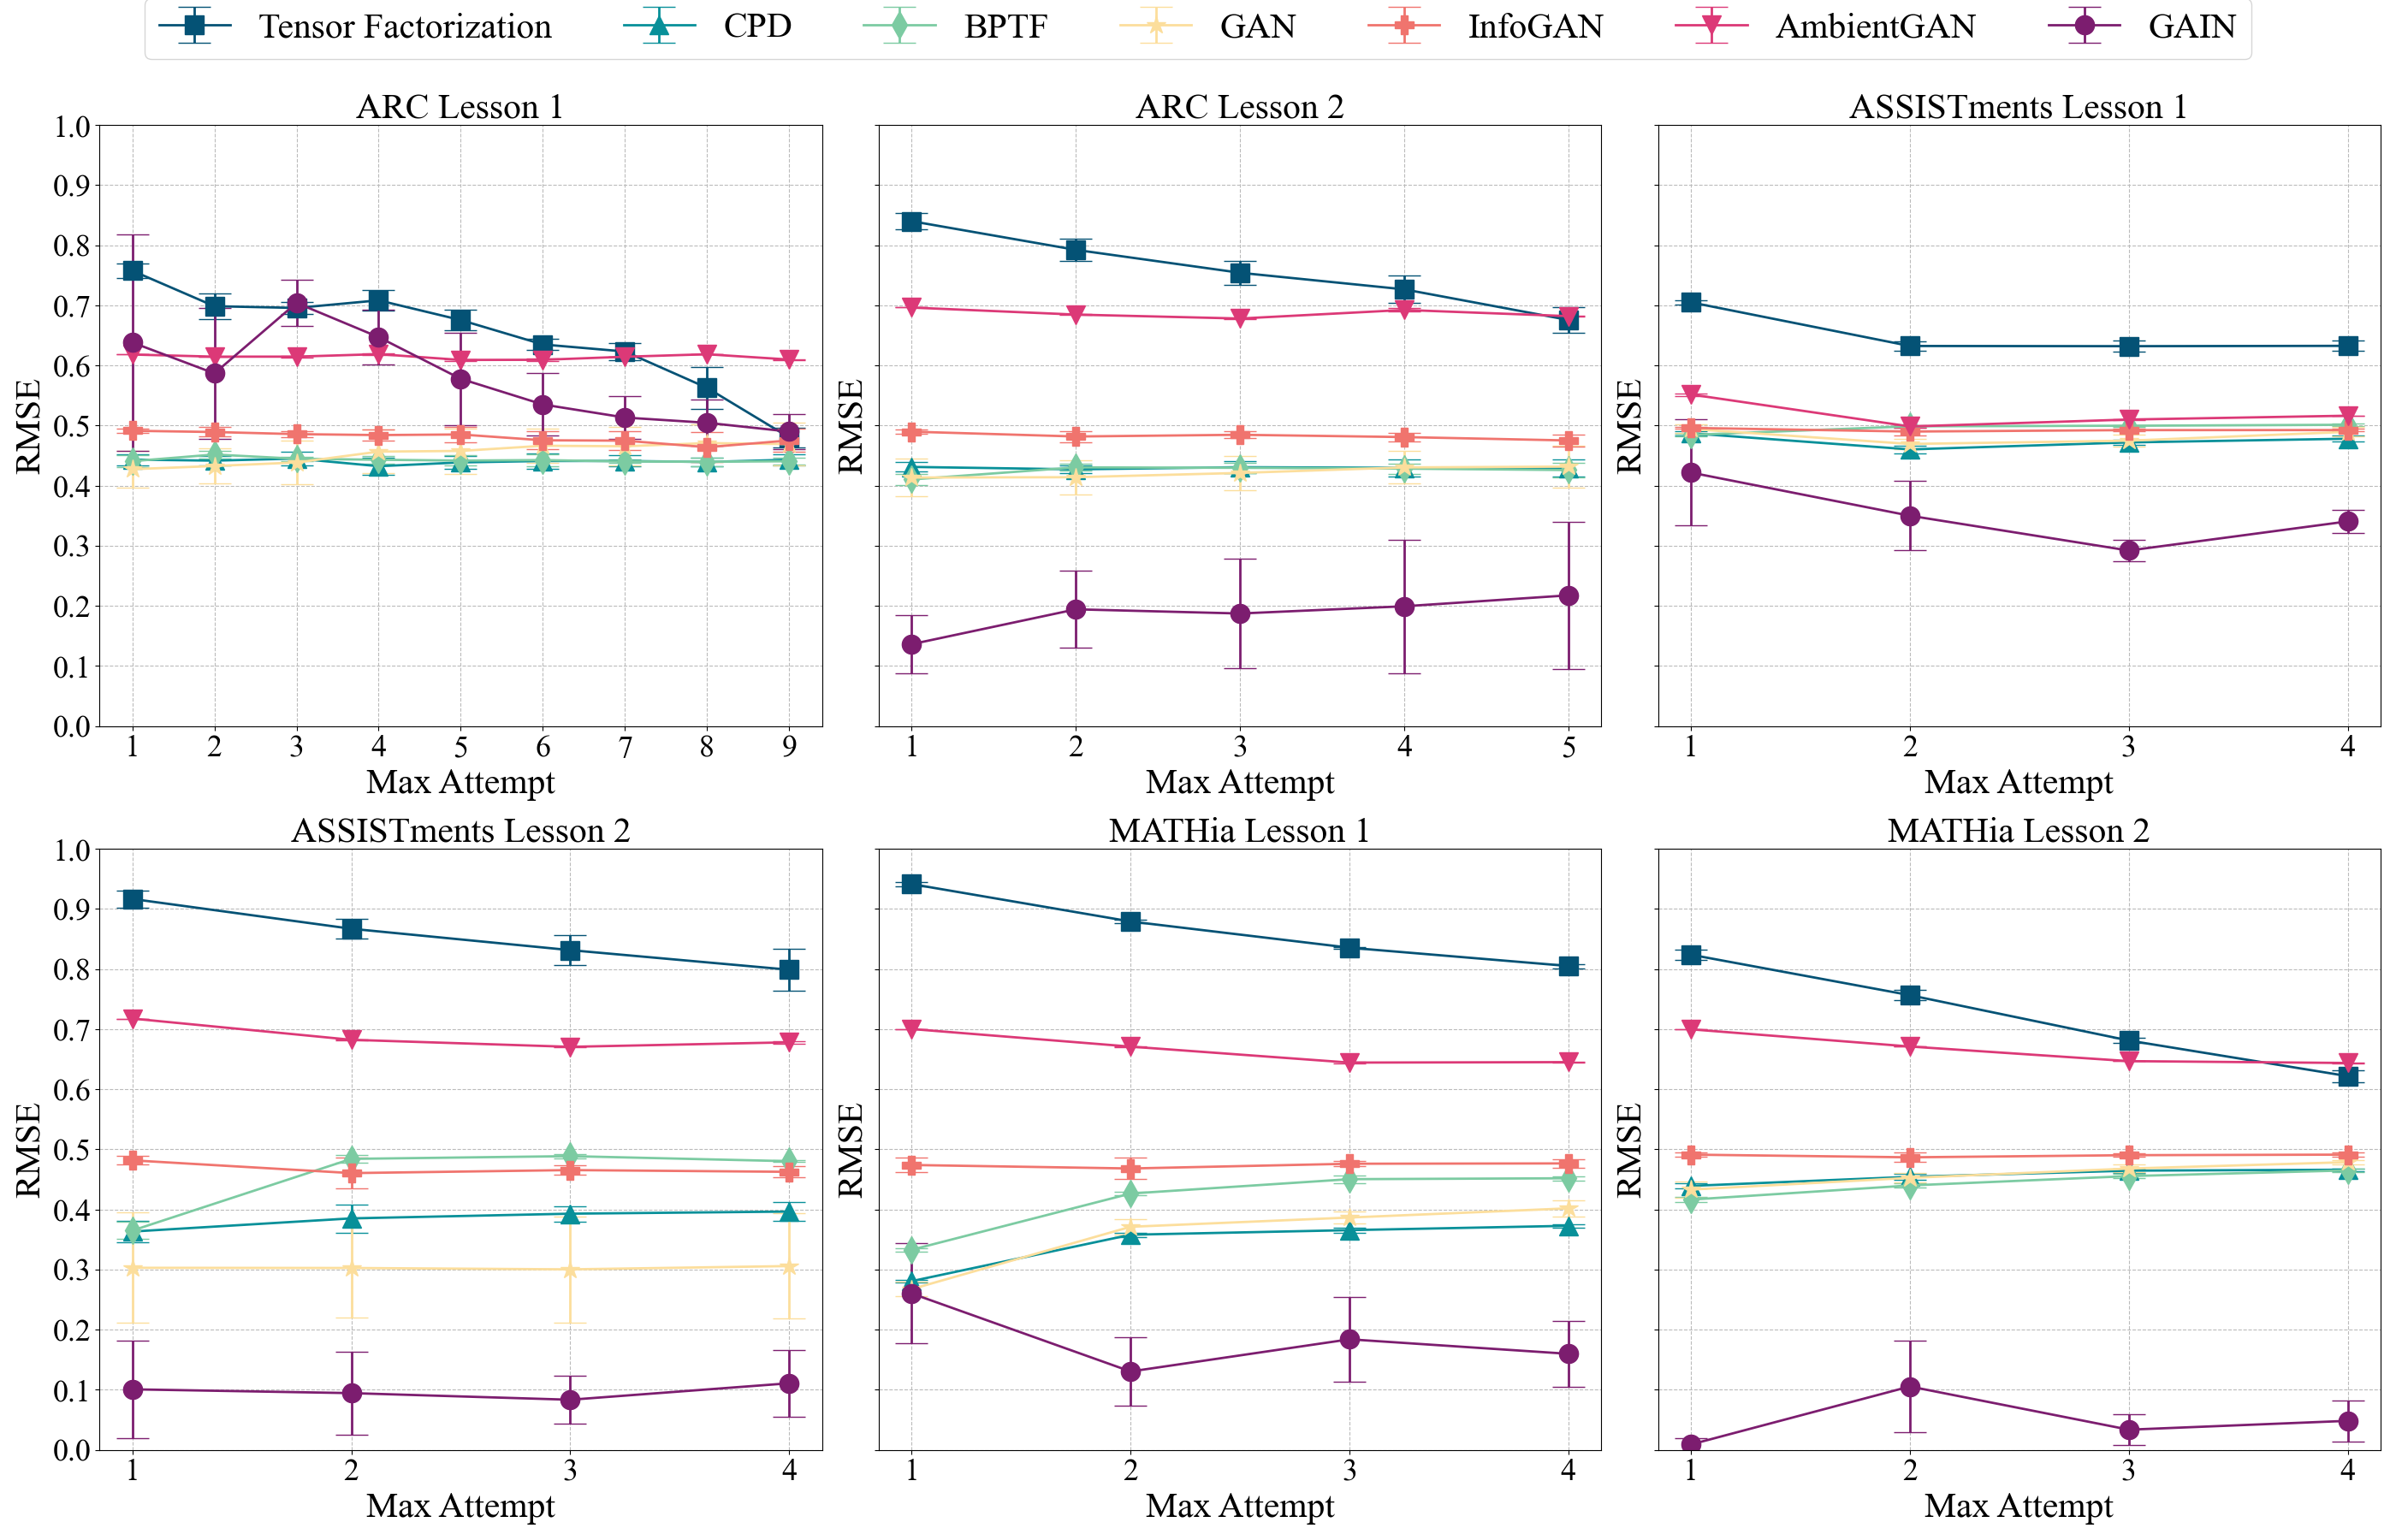 Tensor Factorization CPD BPTF GAN InfoGAN AmbientGAN GAIN
ARC Lesson 1
1.0
0.9
0.8
0.7
0.6
0.5
0.4
0.3
0.2
0.1
0.0
RMSE
1 2 3 4 5 6 7 8 9
Max Attempt
ARC Lesson 2
RMSE
1 2 3 4 5
Max Attempt
ASSISTments Lesson 1
RMSE
1 2 3 4
Max Attempt
ASSISTments Lesson 2
1.0
0.9
0.8
0.7
0.6
0.5
0.4
0.3
0.2
0.1
0.0
RMSE
1 2 3 4
Max Attempt
MATHia Lesson 1
RMSE
1 2 3 4
Max Attempt
MATHia Lesson 2
RMSE
1 2 3 4
Max Attempt